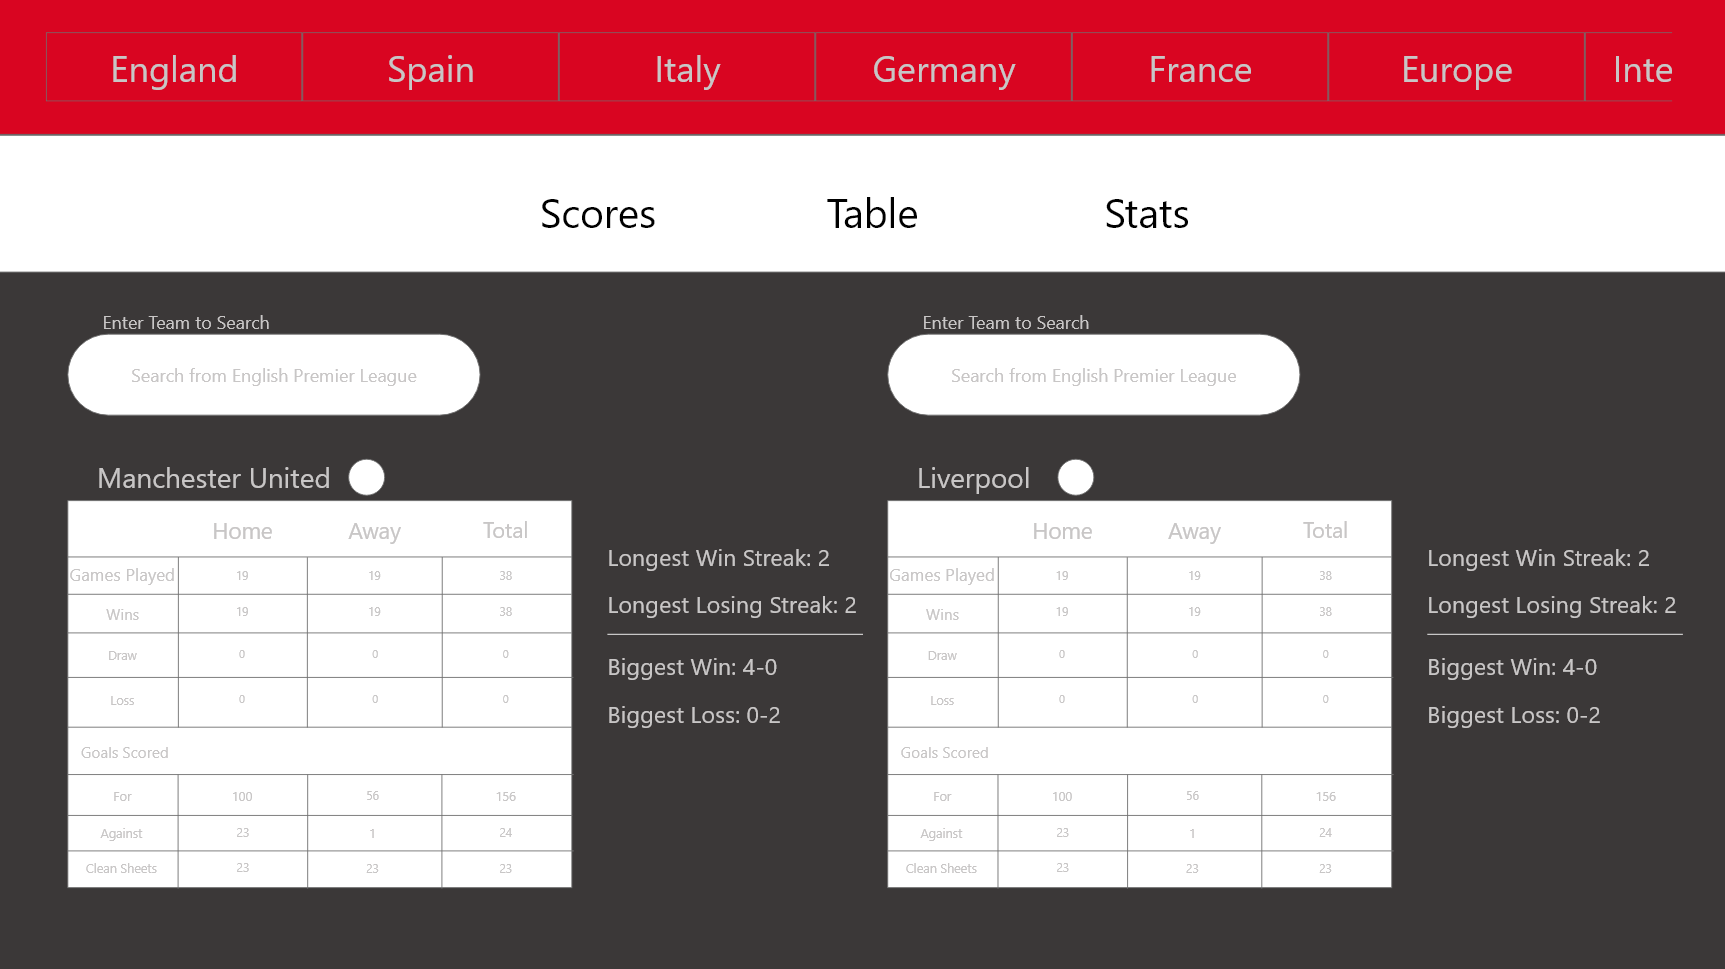 England Spain Italy Germany France Europe Inte
Scores Table Stats
Enter Team to Search
Search from English Premier League
Manchester United
Home Away Total
Games Played 19 19 38
Wins 19 19 38
Draw 0 0 0
Loss 0 0 0
Goals Scored
For 100 56 156
Against 23 1 24
Clean Sheets 23 23 23
Longest Win Streak: 2
Longest Losing Streak: 2
Biggest Win: 4-0
Biggest Loss: 0-2
Enter Team to Search
Search from English Premier League
Liverpool
Home Away Total
Games Played 19 19 38
Wins 19 19 38
Draw 0 0 0
Loss 0 0 0
Goals Scored
For 100 56 156
Against 23 1 24
Clean Sheets 23 23 23
Longest Win Streak: 2
Longest Losing Streak: 2
Biggest Win: 4-0
Biggest Loss: 0-2